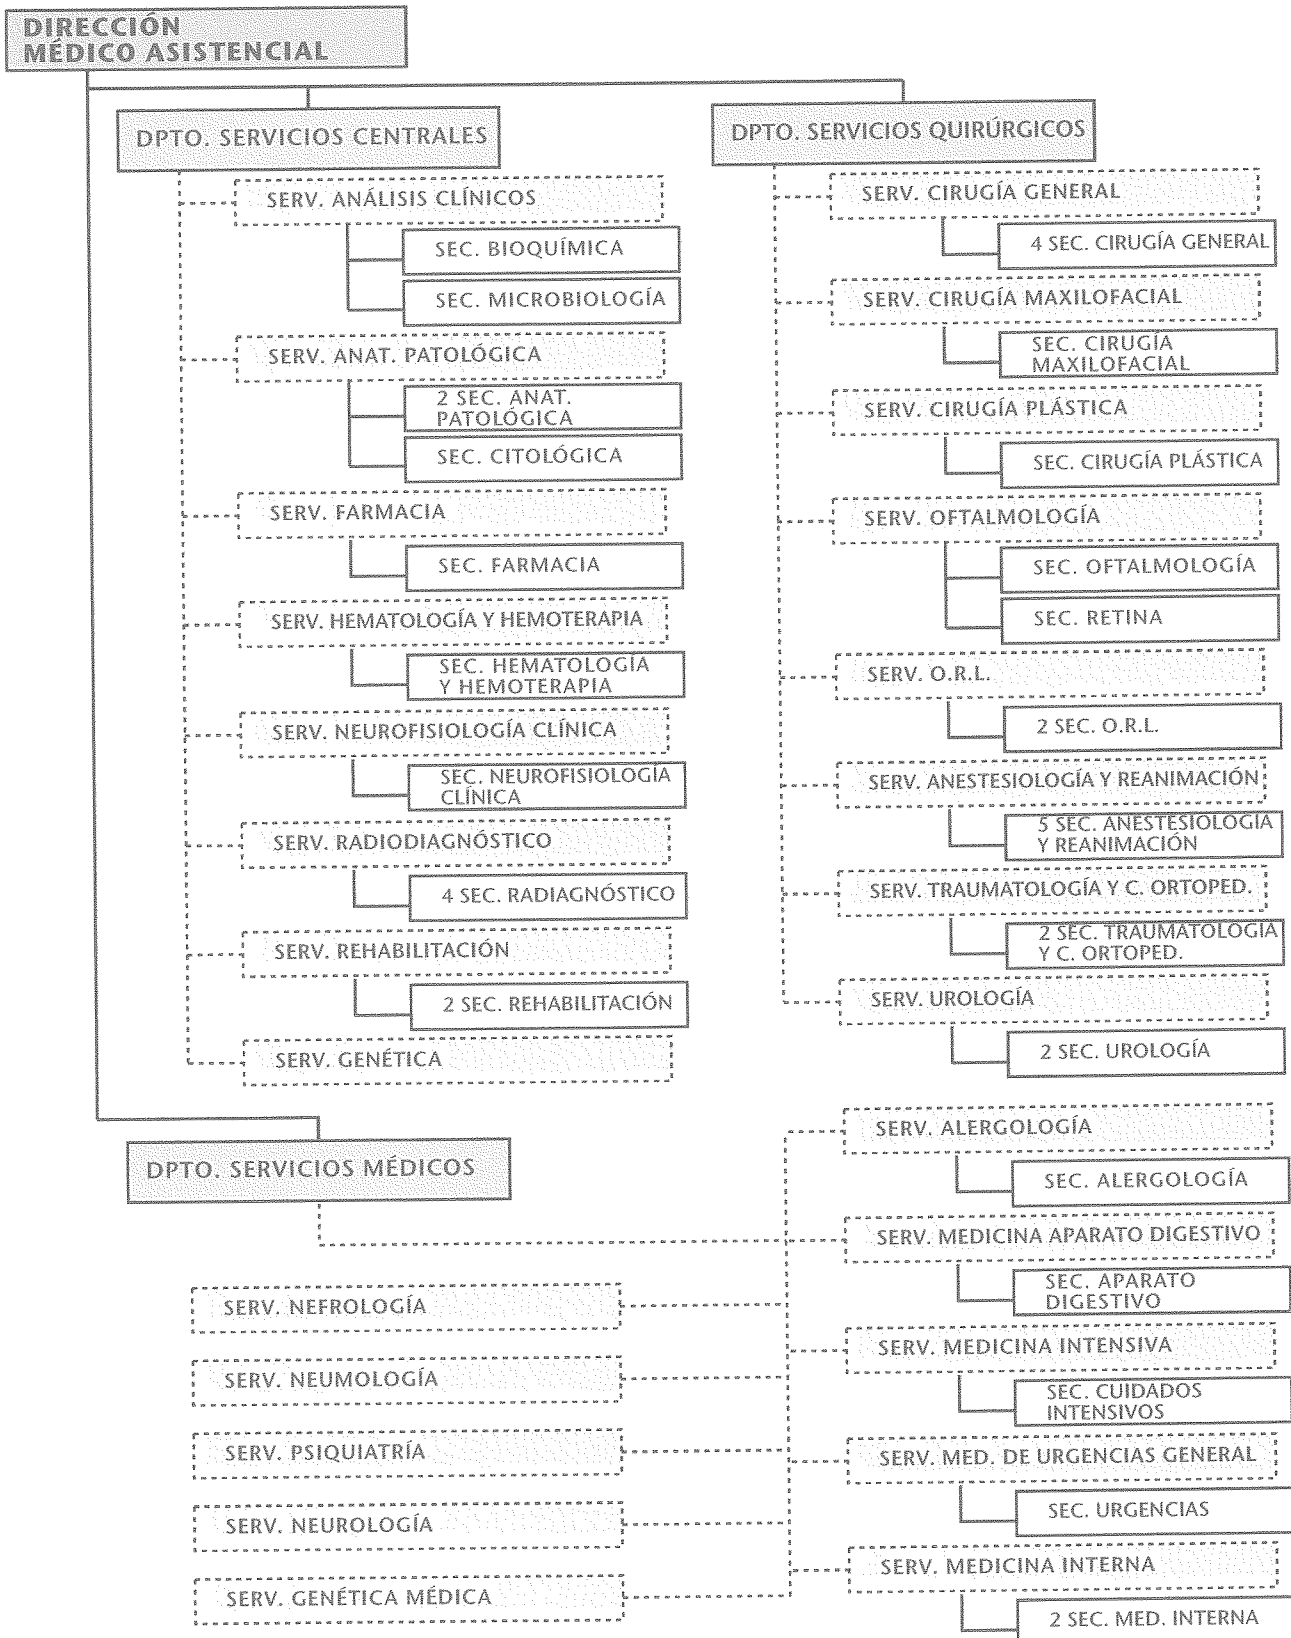 DIRECCIÓN
MÉDICO ASISTENCIAL
DPTO. SERVICIOS CENTRALES
SERV. ANÁLISIS CLÍNICOS
SEC. BIOQUÍMICA
SEC. MICROBIOLOGÍA
SERV. ANAT. PATOLÓGICA
2 SEC. ANAT.
PATOLÓGICA
SEC. CITOLÓGICA
SERV. FARMACIA
SEC. FARMACIA
SERV. HEMATOLOGÍA Y HEMOTERAPIA
SEC. HEMATOLOGÍA
Y HEMOTERAPIA
SERV. NEUROFISIOLOGÍA CLÍNICA
SEC. NEUROFISIOLOGÍA
CLÍNICA
SERV. RADIODIAGNÓSTICO
4 SEC. RADIAGNÓSTICO
SERV. REHABILITACIÓN
2 SEC. REHABILITACIÓN
SERV. GENÉTICA
DPTO. SERVICIOS QUIRÚRGICOS
SERV. CIRUGÍA GENERAL
4 SEC. CIRUGÍA GENERAL
SERV. CIRUGÍA MAXILOFACIAL
SEC. CIRUGÍA
MAXILOFACIAL
SERV. CIRUGÍA PLÁSTICA
SEC. CIRUGÍA PLÁSTICA
SERV. OFTALMOLOGÍA
SEC. OFTALMOLOGÍA
SEC. RETINA
SERV. O.R.L.
2 SEC. O.R.L.
SERV. ANESTESIOLOGÍA Y REANIMACIÓN
5 SEC. ANESTESIOLOGÍA
Y REANIMACIÓN
SERV. TRAUMATOLOGÍA Y C. ORTOPED.
2 SEC. TRAUMATOLOGÍA
Y C. ORTOPED.
SERV. UROLOGÍA
2 SEC. UROLOGÍA
DPTO. SERVICIOS MÉDICOS
SERV. NEFROLOGÍA
SERV. NEUMOLOGÍA
SERV. PSIQUIATRÍA
SERV. NEUROLOGÍA
SERV. GENÉTICA MÉDICA
SERV. ALERGOLOGÍA
SEC. ALERGOLOGÍA
SERV. MEDICINA APARATO DIGESTIVO
SEC. APARATO
DIGESTIVO
SERV. MEDICINA INTENSIVA
SEC. CUIDADOS
INTENSIVOS
SERV. MED. DE URGENCIAS GENERAL
SEC. URGENCIAS
SERV. MEDICINA INTERNA
2 SEC. MED. INTERNA